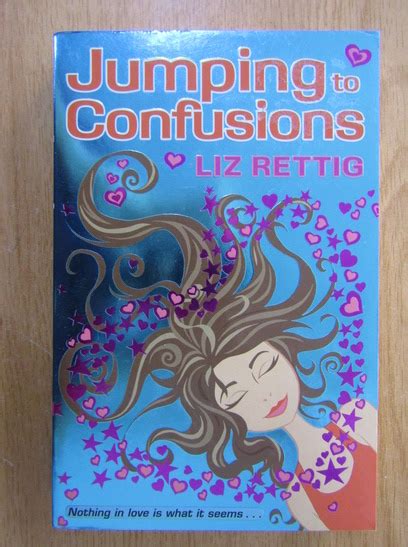 Jumping to
Confusions
LIZ RETTIG
Nothing in love is what it seems . . .